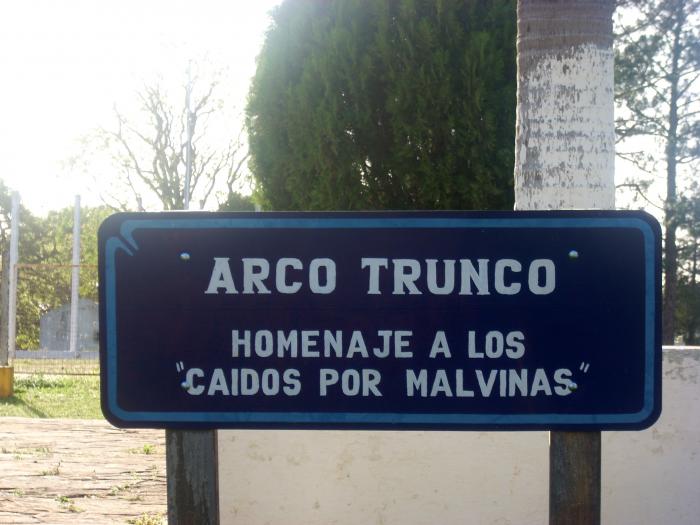 ARCO TRUNCO
HOMENAJE A LOS
"CAIDOS POR MALVINAS"